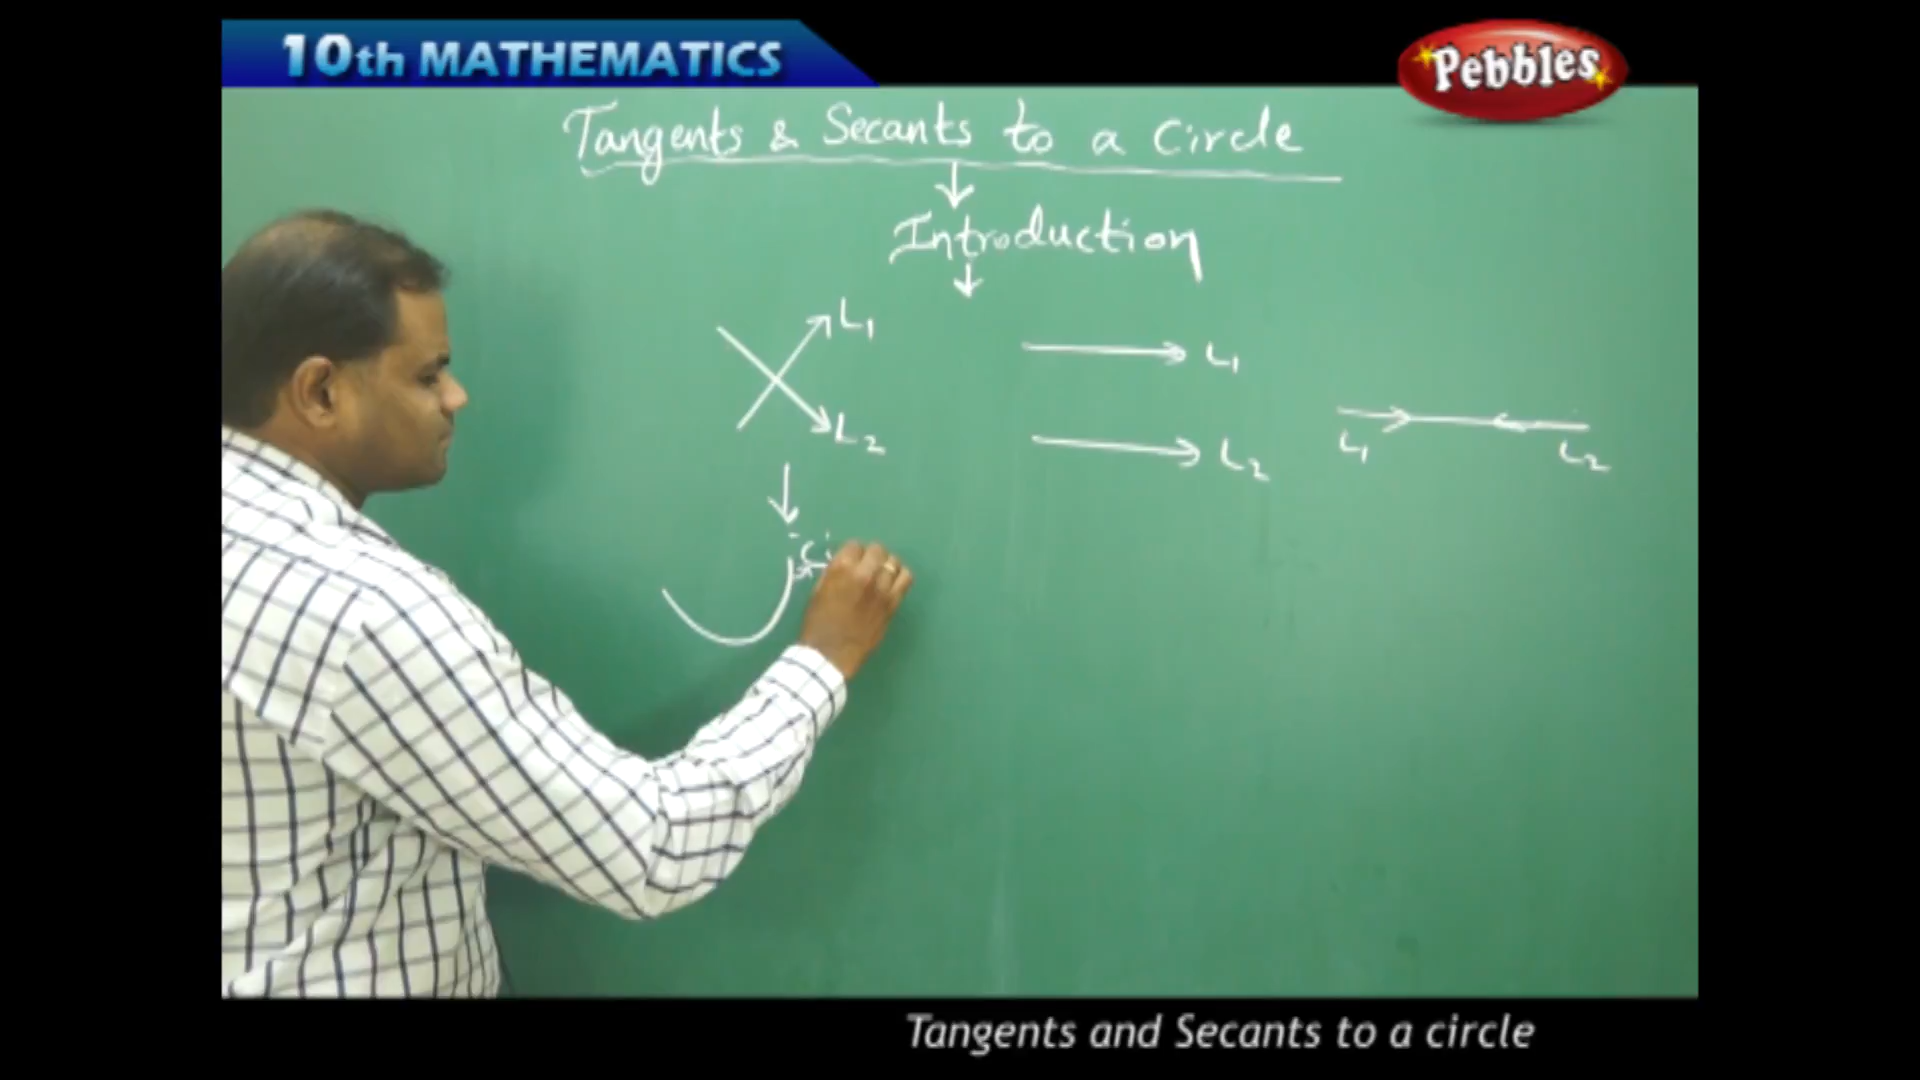 10th MATHEMATICS
Pebbles
Tangents & Secants to a Circle
Introduction
L1
L2
L1
L2
L1
L2
Tangents and Secants to a circle